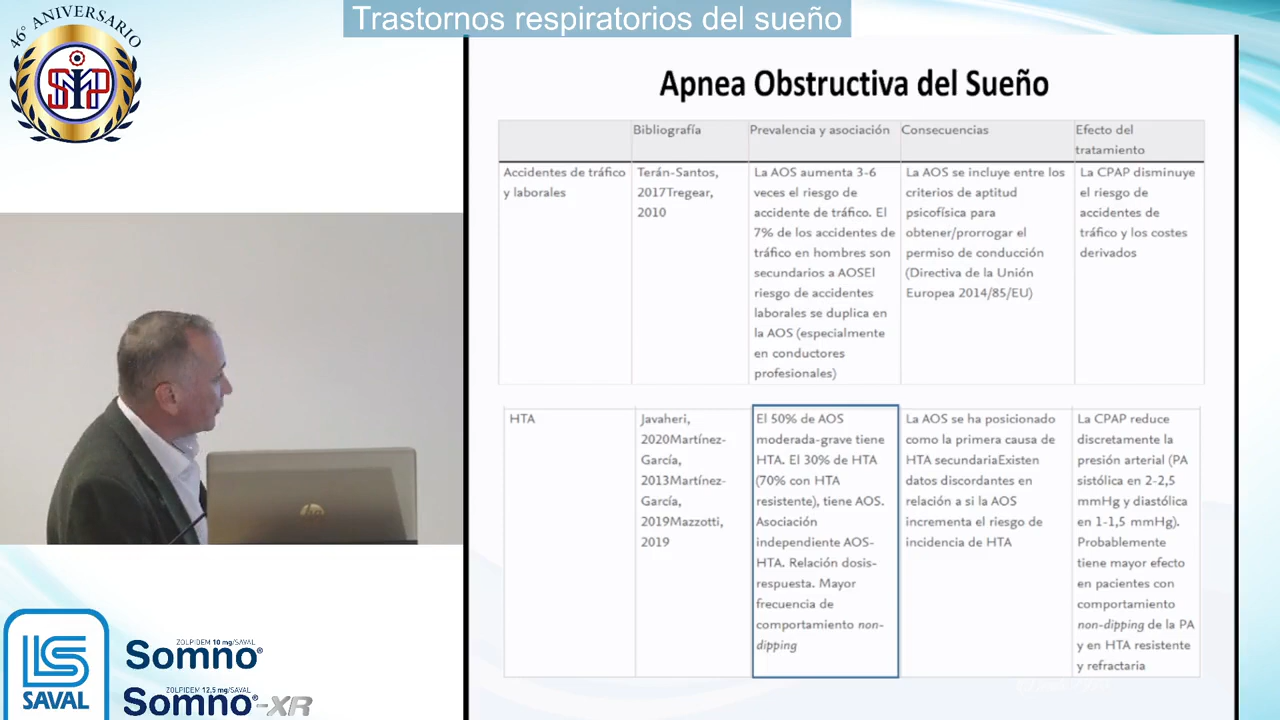 Trastornos respiratorios del sueño
46° ANIVERSARIO
SMP
Apnea Obstructiva del Sueño
Bibliografía
Prevalencia y asociación
Consecuencias
Efecto del
tratamiento
Accidentes de tráfico
y laborales
Terán-Santos,
2017Tregear,
2010
La AOS aumenta 3-6
veces el riesgo de
accidente de tráfico. El
7% de los accidentes de
tráfico en hombres son
secundarios a AOSEl
riesgo de accidentes
laborales se duplica en
la AOS (especialmente
en conductores
profesionales)
La AOS se incluye entre los
criterios de aptitud
psicofísica para
obtener/prorrogar el
permiso de conducción
(Directiva de la Unión
Europea 2014/85/EU)
La CPAP disminuye
el riesgo de
accidentes de
tráfico y los costes
derivados
HTA
Javaheri,
2020Martínez-
García,
2013Martínez-
García,
2019Mazzotti,
2019
El 50% de AOS
moderada-grave tiene
HTA. El 30% de HTA
(70% con HTA
resistente), tiene AOS.
Asociación
independiente AOS-
HTA. Relación dosis-
respuesta. Mayor
frecuencia de
comportamiento non-
dipping
La AOS se ha posicionado
como la primera causa de
HTA secundariaExisten
datos discordantes en
relación a si la AOS
incrementa el riesgo de
incidencia de HTA
La CPAP reduce
discretamente la
presión arterial (PA
sistólica en 2-2,5
mmHg y diastólica
en 1-1,5 mmHg).
Probablemente
tiene mayor efecto
en pacientes con
comportamiento
non-dipping de la PA
y en HTA resistente
y refractaria
hp
LS
SAVAL
ZOLPIDEM 10 mg/SAVAL
Somno®
ZOLPIDEM 12,5 mg/SAVAL
Somno®-XR